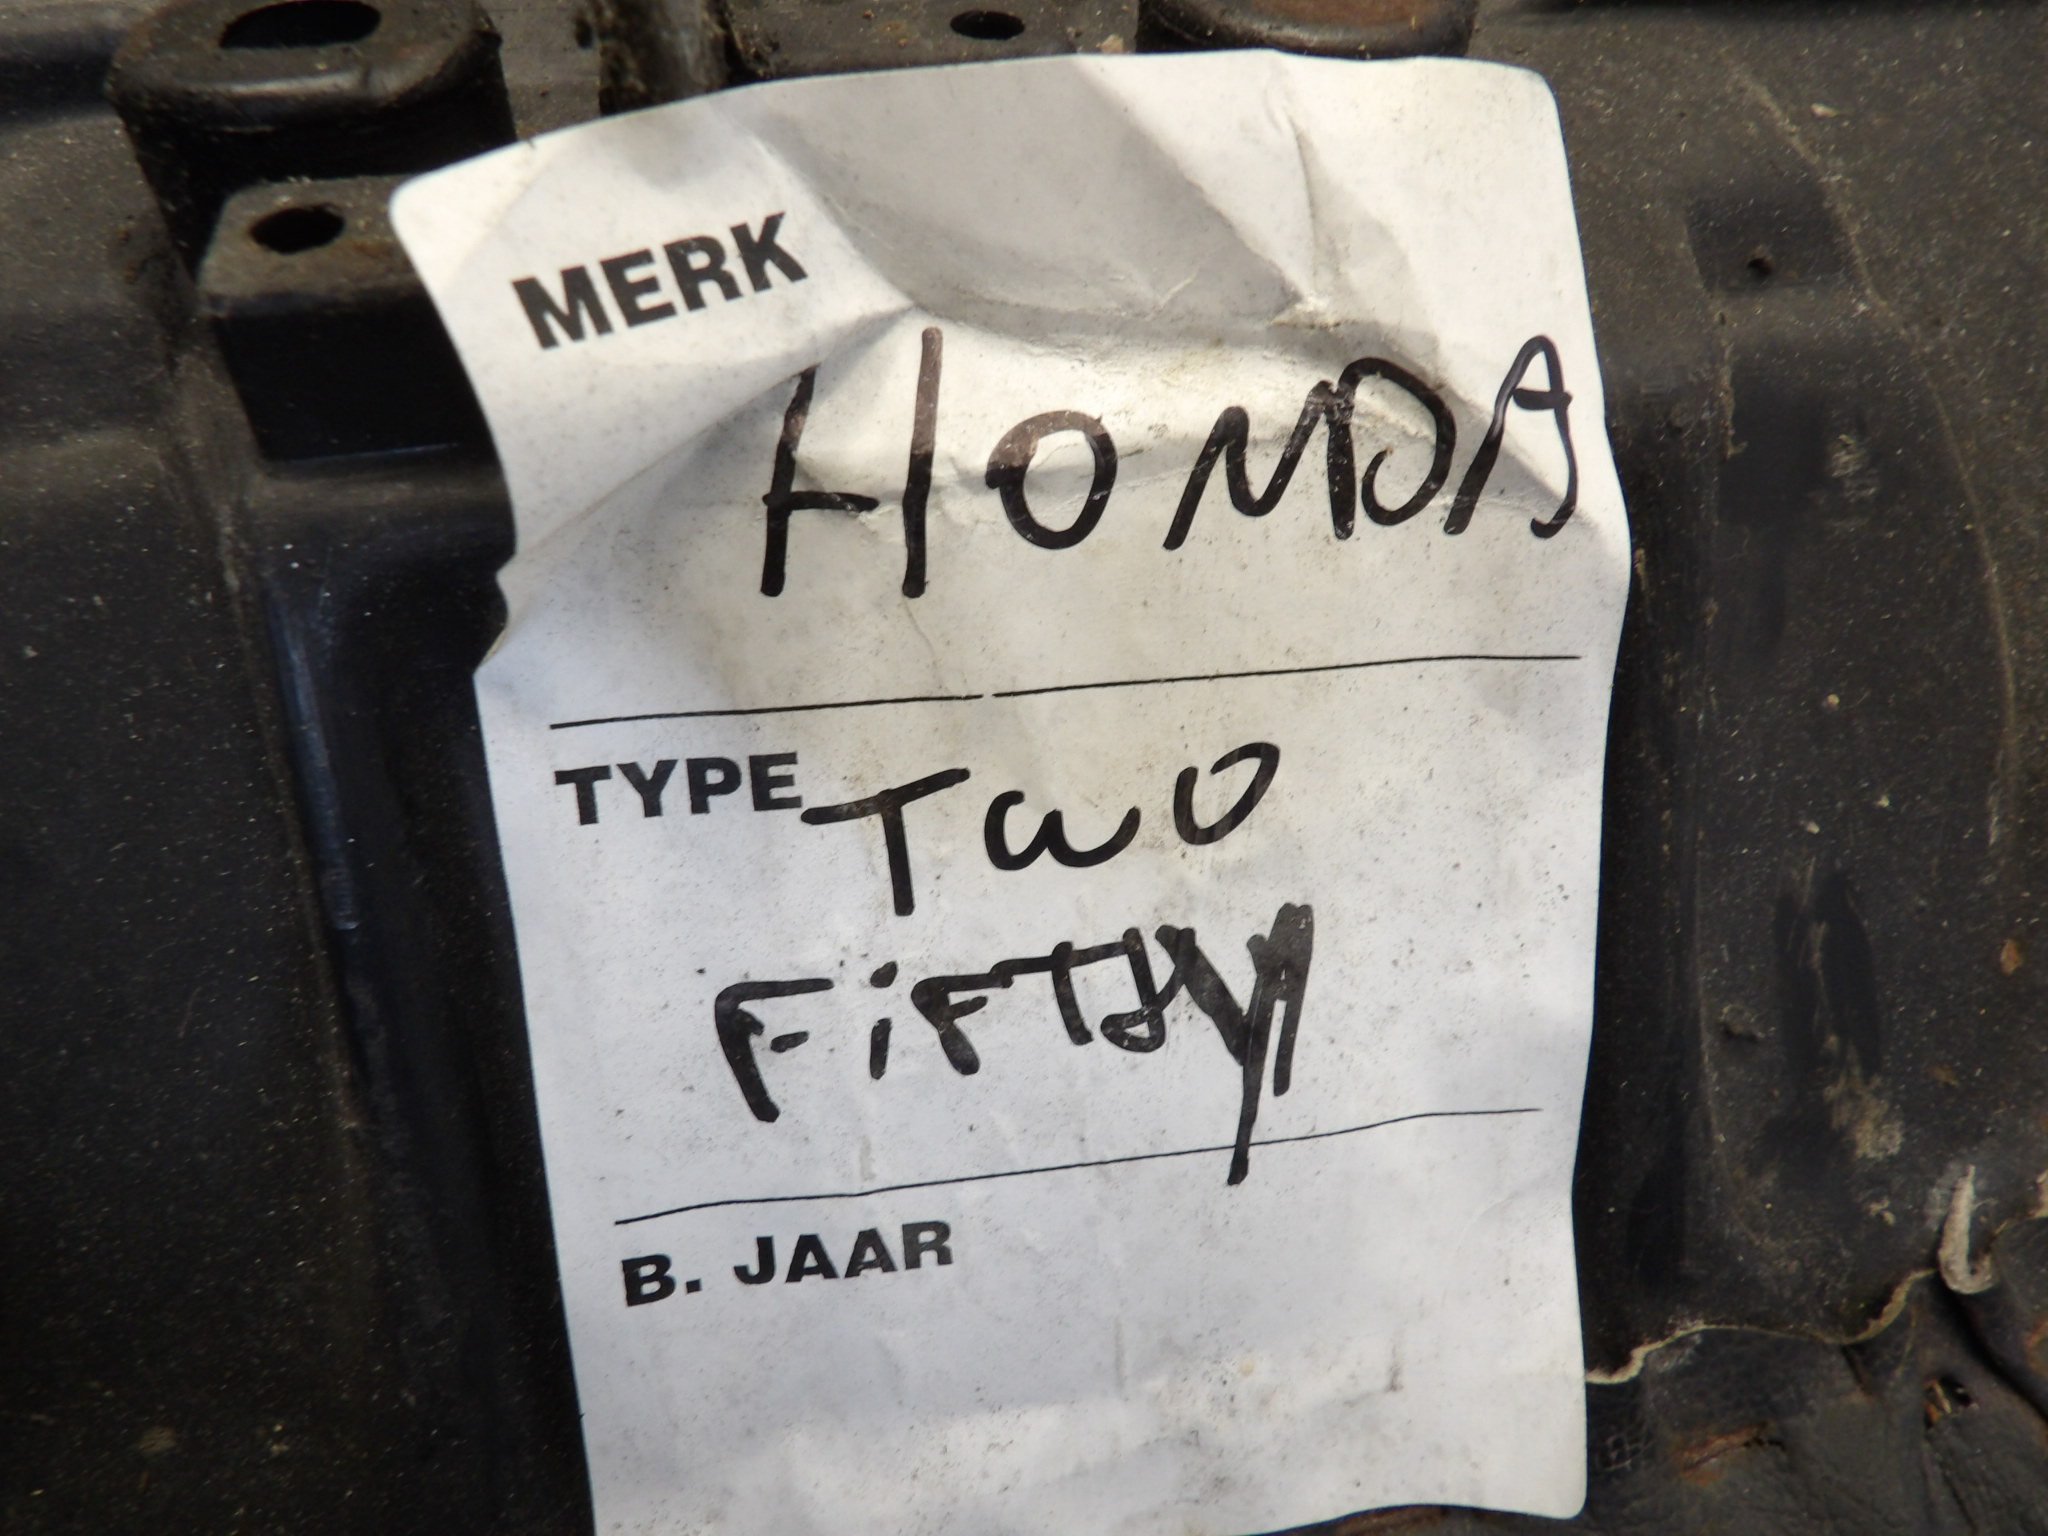 MERK
HONDA
TYPE Two
FiFTy
B. JAAR